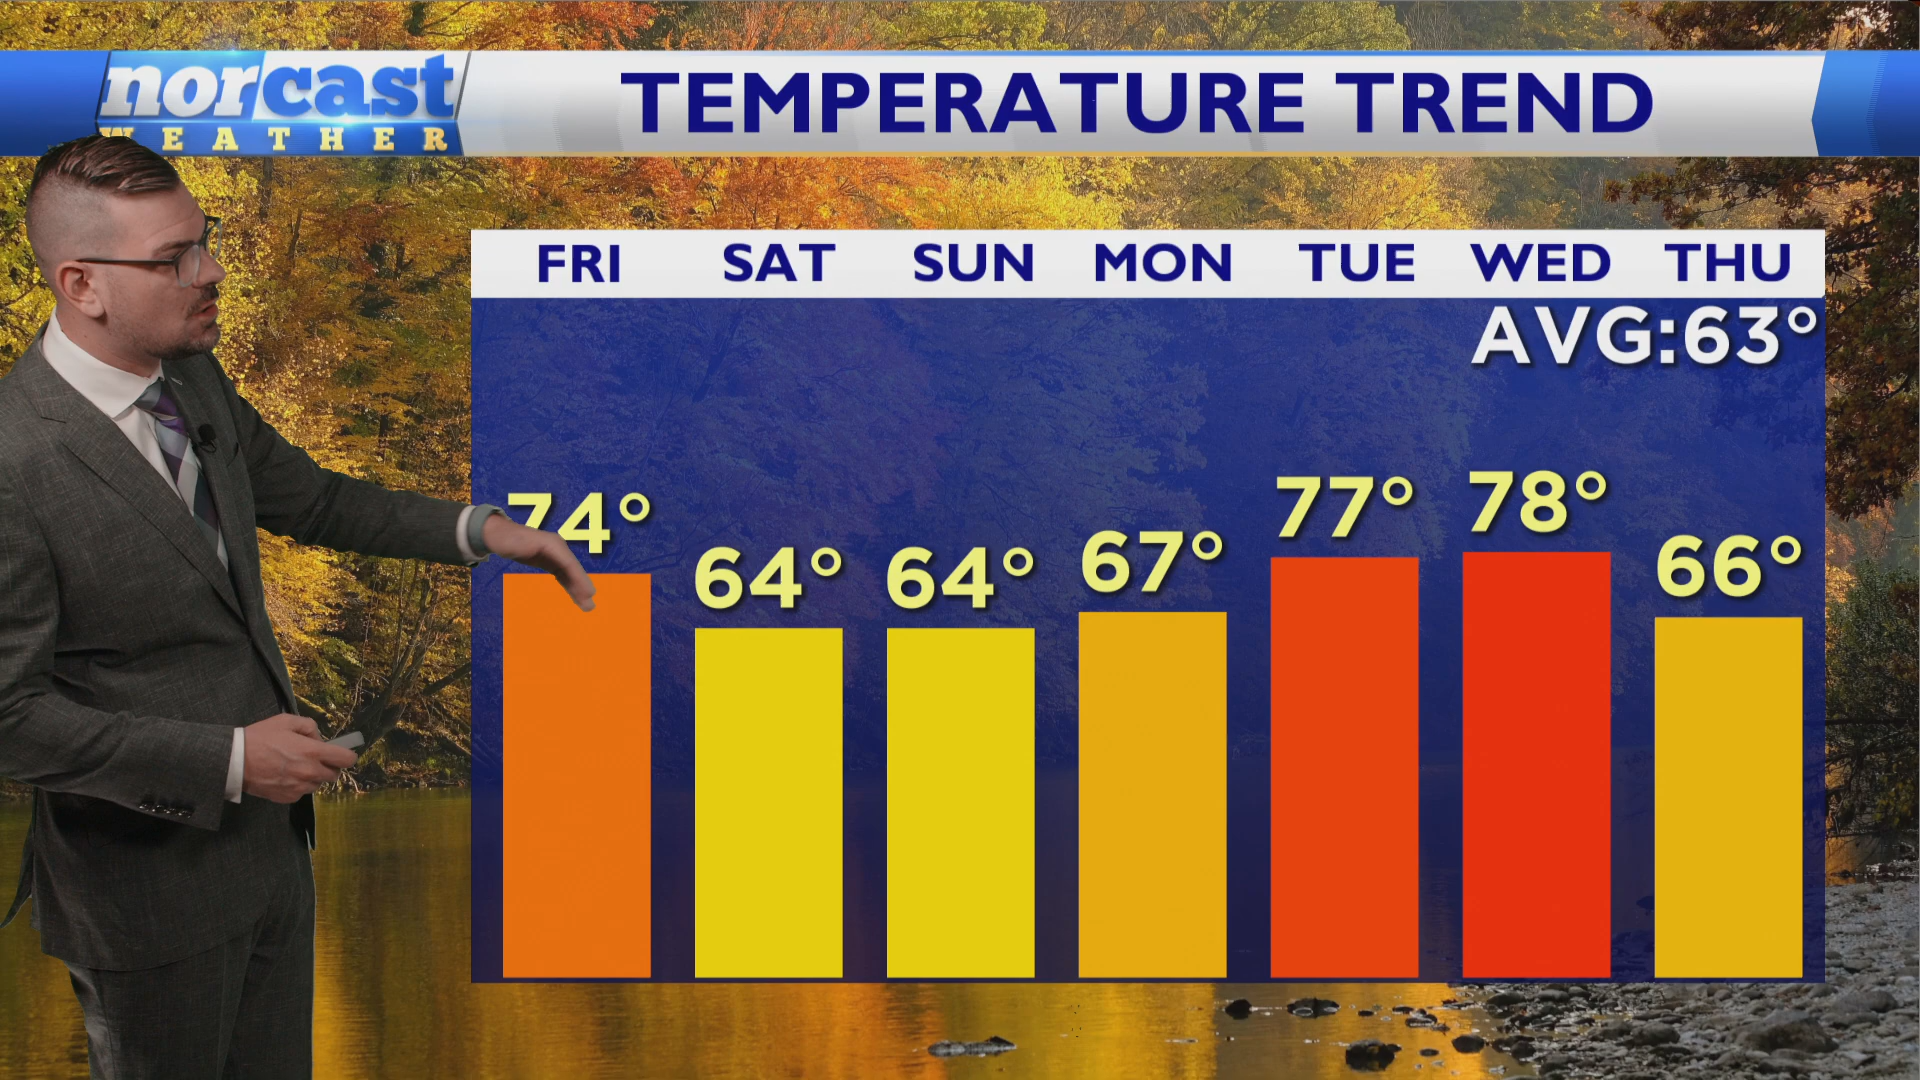 norcast
WEATHER
TEMPERATURE TREND
FRI SAT SUN MON TUE WED THU
AVG:63°
74° 64° 64° 67° 77° 78° 66°